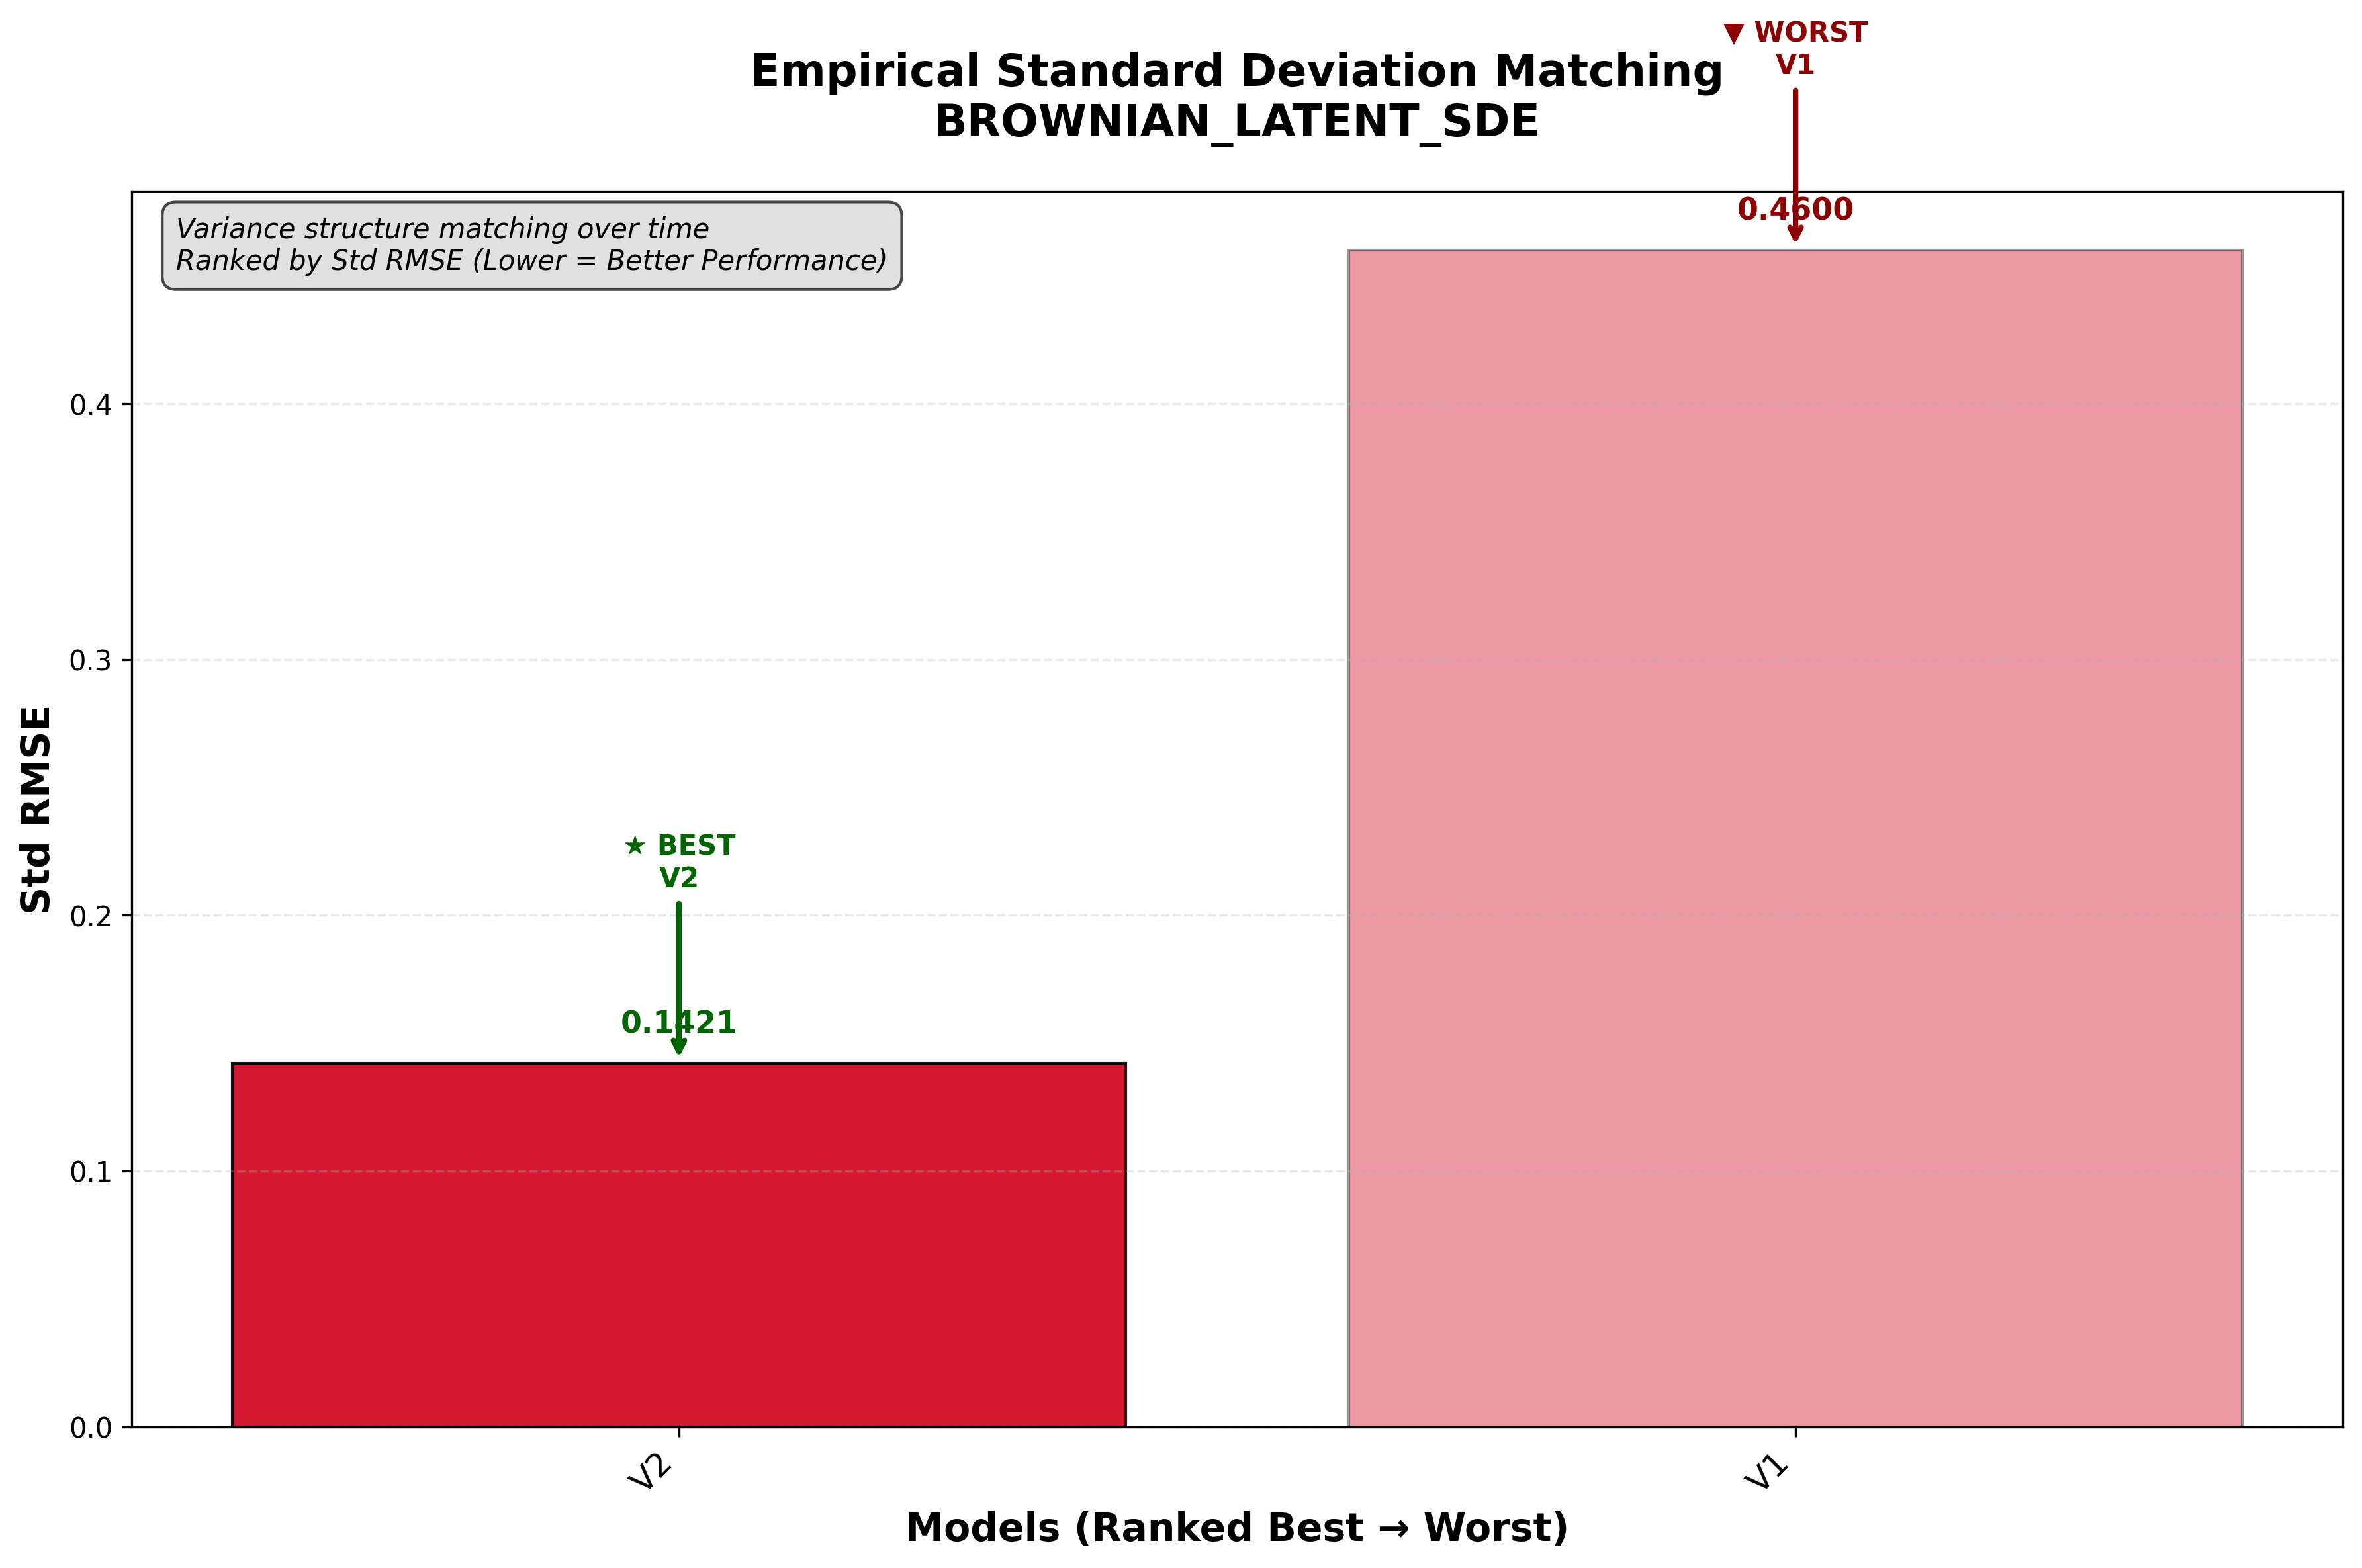 ▼ WORST
V1
Empirical Standard Deviation Matching
BROWNIAN_LATENT_SDE
Variance structure matching over time
Ranked by Std RMSE (Lower = Better Performance)
0.4600
0.4
0.3
0.2
0.1
0.0
Std RMSE
★ BEST
V2
0.1421
V2
V1
Models (Ranked Best → Worst)